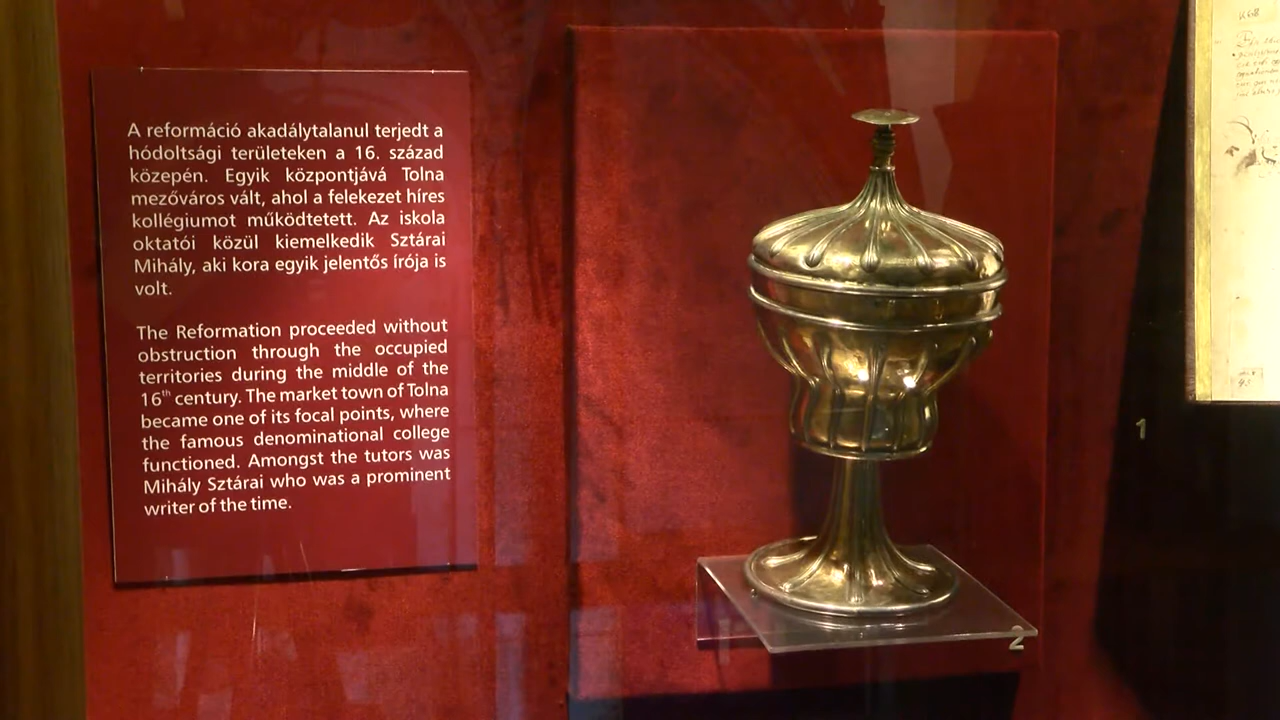 A reformáció akadálytalanul terjedt a
hódoltsági területeken a 16. század
közepén. Egyik központjává Tolna
mezőváros vált, ahol a felekezet híres
kollégiumot működtetett. Az iskola
oktatói közül kiemelkedik Sztárai
Mihály, aki kora egyik jelentős írója is
volt.
The Reformation proceeded without
obstruction through the occupied
territories during the middle of the
16th century. The market town of Tolna
became one of its focal points, where
the famous denominational college
functioned. Amongst the tutors was
Mihály Sztárai who was a prominent
writer of the time.
1
2